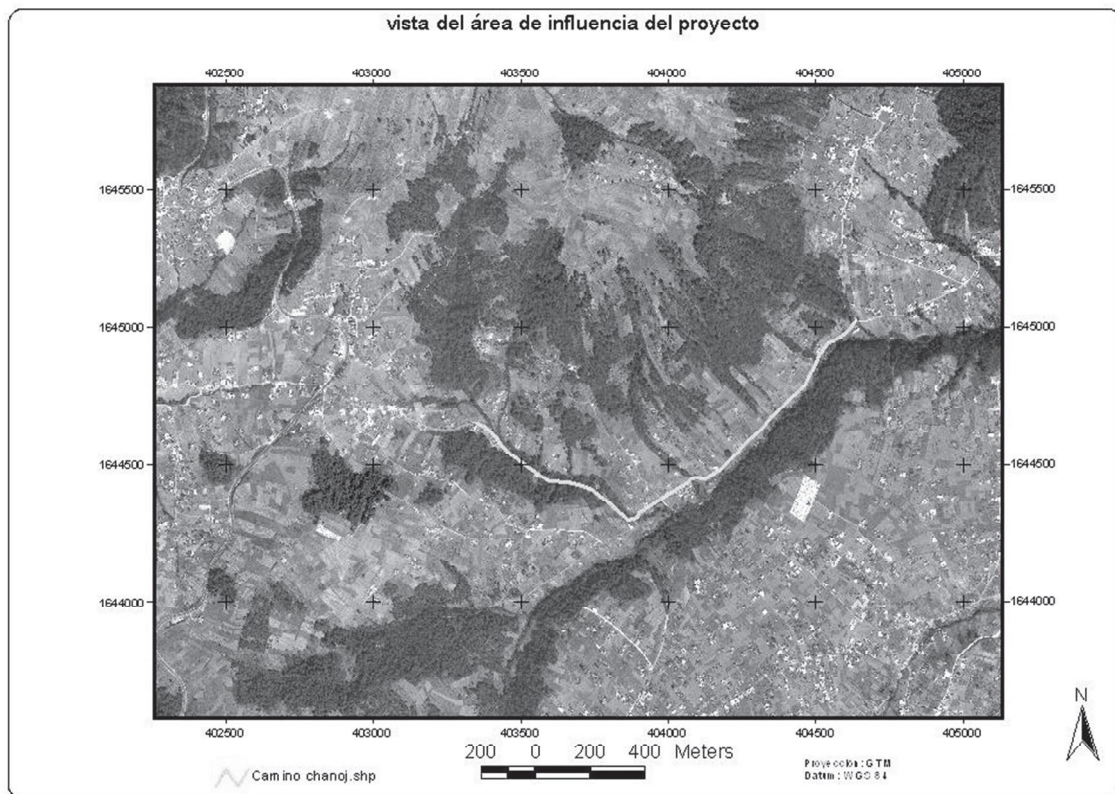 vista del área de influencia del proyecto
402500 403000 403500 404000 404500 405000
1645500 1645500
1645000 1645000
1644500 1644500
1644000 1644000
402500 403000 403500 404000 404500 405000
N
200 0 200 400 Meters
Camino chanoj.shp
Proyeccion : GTM
Datum : WGS 84